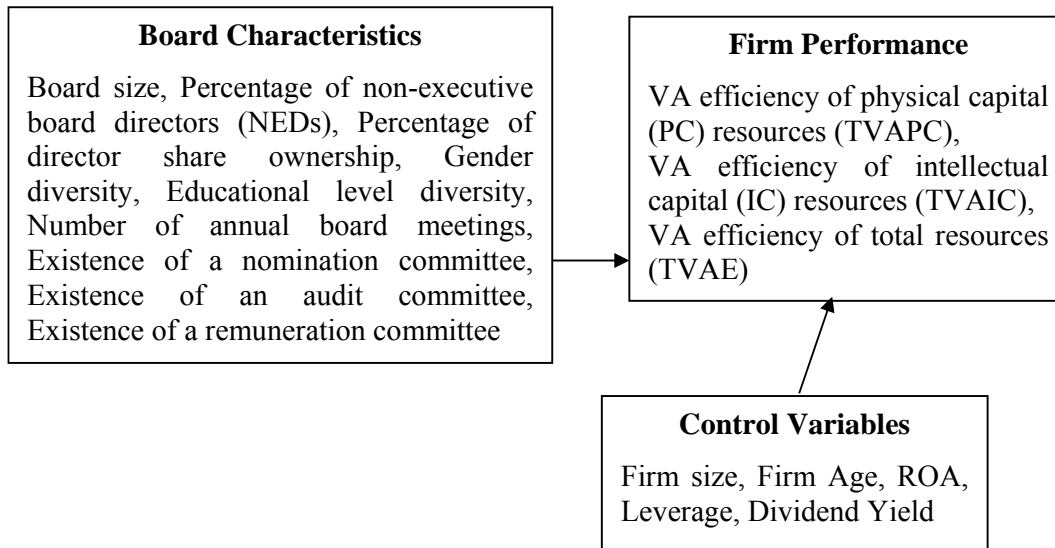 Board Characteristics
Board size, Percentage of non-executive
board directors (NEDs), Percentage of
director share ownership, Gender
diversity, Educational level diversity,
Number of annual board meetings,
Existence of a nomination committee,
Existence of an audit committee,
Existence of a remuneration committee
Firm Performance
VA efficiency of physical capital
(PC) resources (TVAPC),
VA efficiency of intellectual
capital (IC) resources (TVAIC),
VA efficiency of total resources
(TVAE)
Control Variables
Firm size, Firm Age, ROA,
Leverage, Dividend Yield